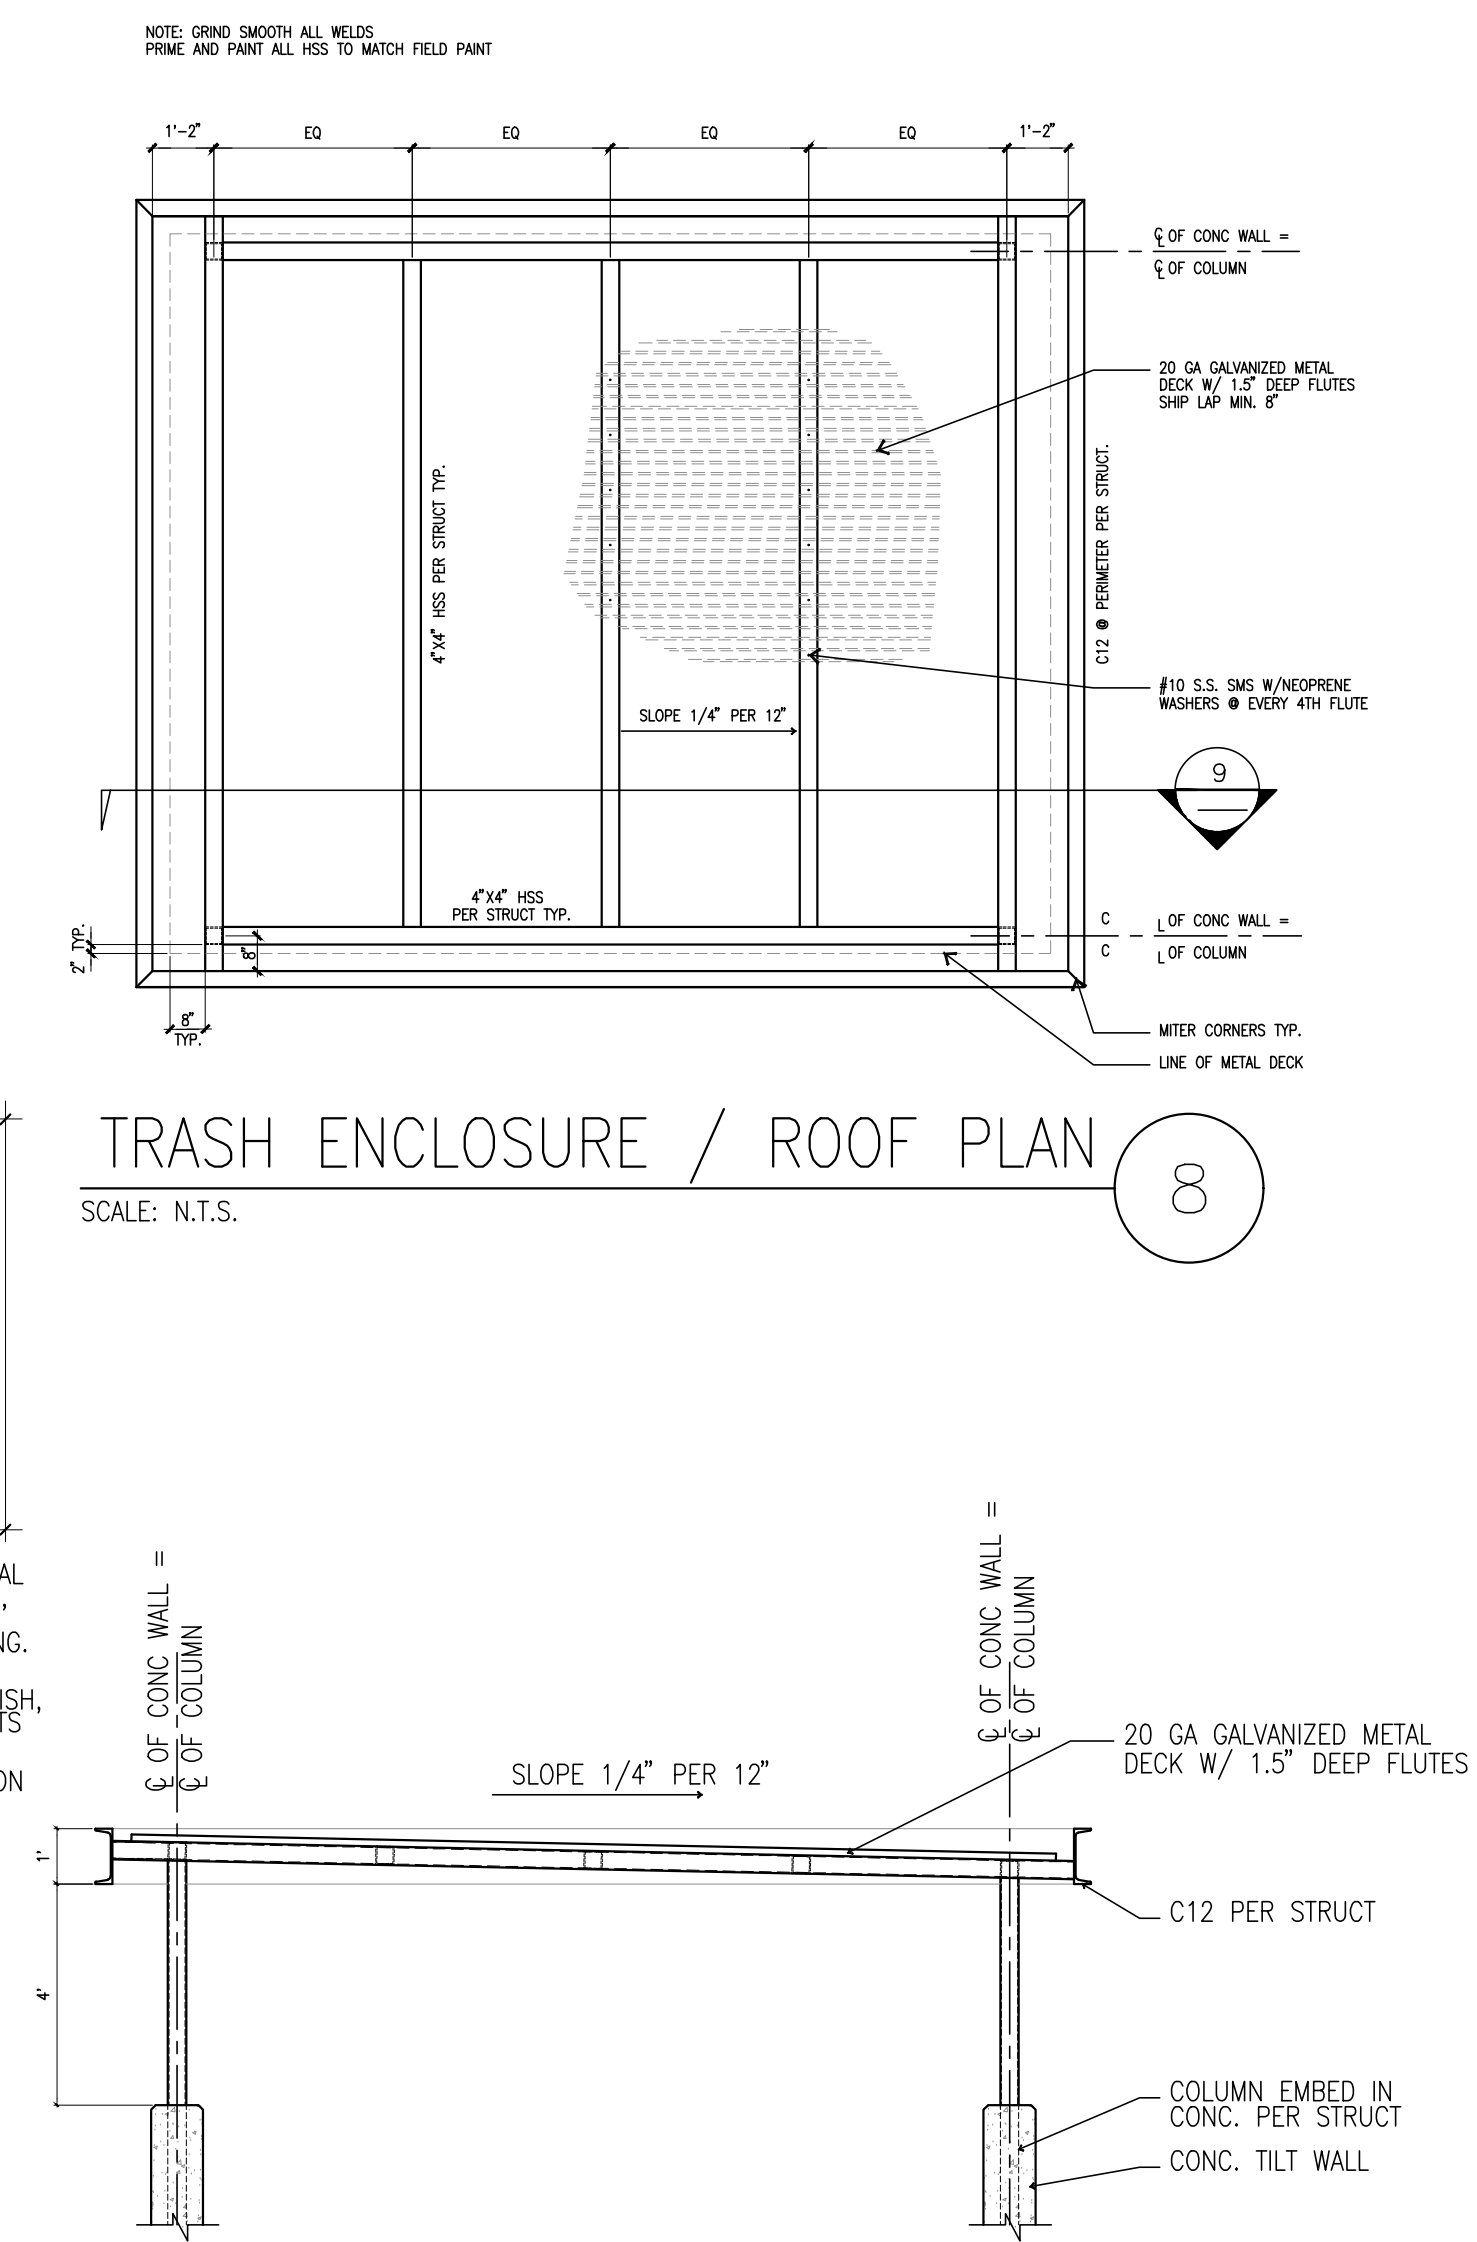 NOTE: GRIND SMOOTH ALL WELDS
PRIME AND PAINT ALL HSS TO MATCH FIELD PAINT
1'-2" EQ EQ EQ EQ 1'-2"
℄ OF CONC WALL =
℄ OF COLUMN
20 GA GALVANIZED METAL
DECK W/ 1.5" DEEP FLUTES
SHIP LAP MIN. 8"
4"X4" HSS PER STRUCT TYP.
C12 @ PERIMETER PER STRUCT.
#10 S.S. SMS W/NEOPRENE
WASHERS @ EVERY 4TH FLUTE
SLOPE 1/4" PER 12"
9
4"X4" HSS
PER STRUCT TYP.
C L OF CONC WALL =
C L OF COLUMN
2" TYP.
8"
8"
TYP.
MITER CORNERS TYP.
LINE OF METAL DECK
TRASH ENCLOSURE / ROOF PLAN
8
SCALE: N.T.S.
AL
,
NG.
ISH,
TS
ON
℄ OF CONC WALL =
℄ OF COLUMN
℄ OF CONC WALL =
℄ OF COLUMN
20 GA GALVANIZED METAL
DECK W/ 1.5" DEEP FLUTES
SLOPE 1/4" PER 12"
1'
C12 PER STRUCT
4'
COLUMN EMBED IN
CONC. PER STRUCT
CONC. TILT WALL